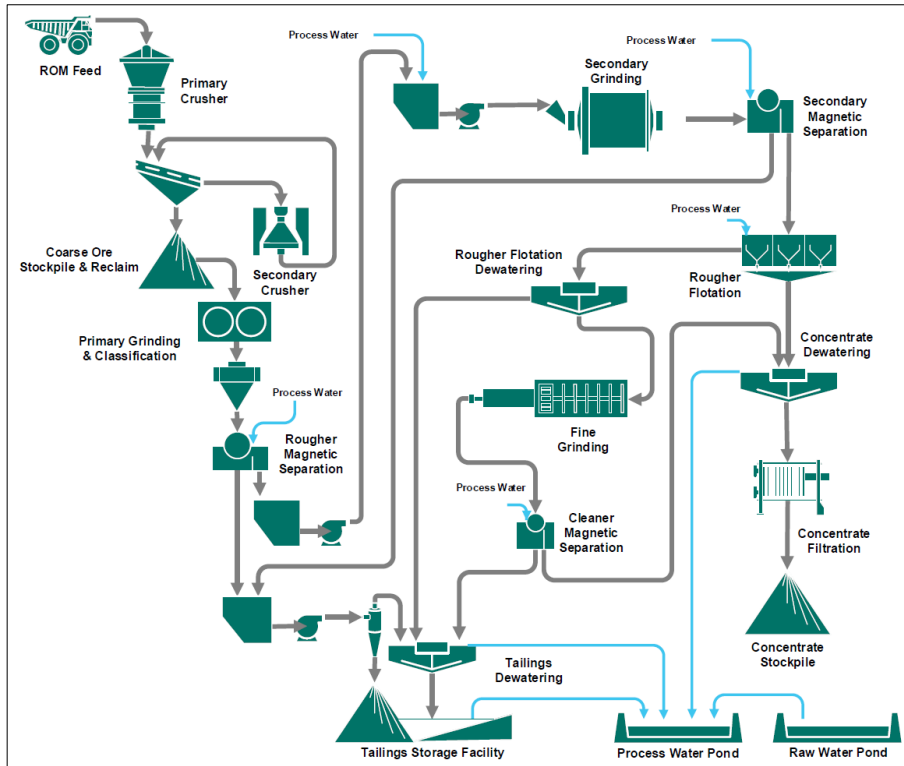 ROM Feed
Primary
Crusher
Coarse Ore
Stockpile & Reclaim
Secondary
Crusher
Primary Grinding
& Classification
Process Water
Rougher
Magnetic
Separation
Process Water
Secondary
Grinding
Process Water
Secondary
Magnetic
Separation
Process Water
Rougher
Flotation
Rougher Flotation
Dewatering
Concentrate
Dewatering
Fine
Grinding
Process Water
Cleaner
Magnetic
Separation
Concentrate
Filtration
Concentrate
Stockpile
Tailings
Dewatering
Tailings Storage Facility
Process Water Pond
Raw Water Pond